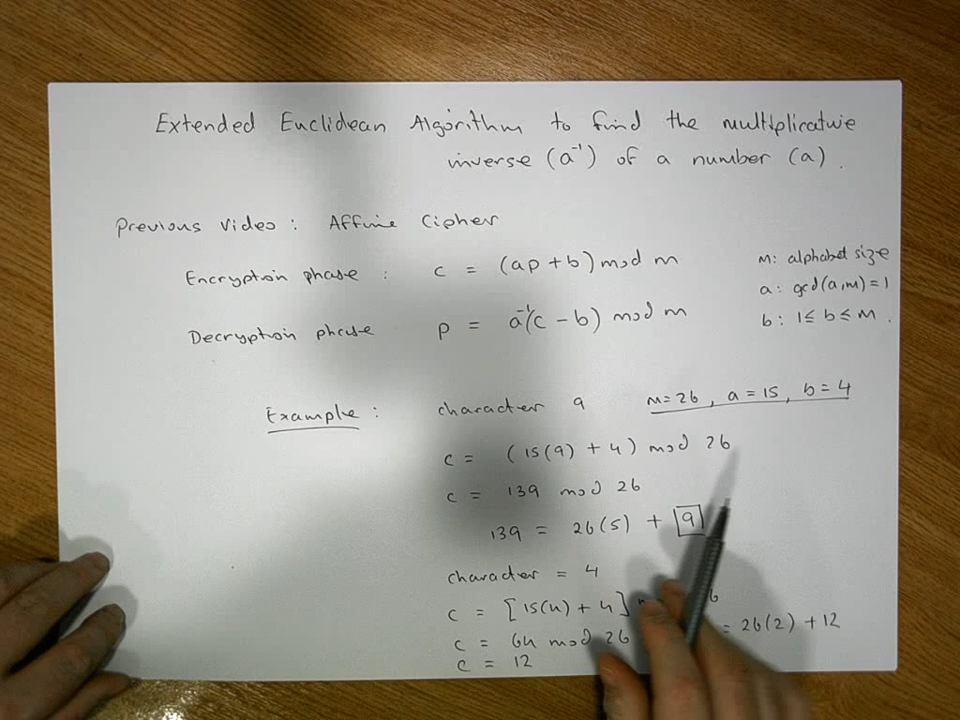 Extended Euclidean Algorithm to find the multiplicative
inverse (a⁻¹) of a number (a).
Previous Video : Affine Cipher
Encryption phase : c = (ap + b) mod m
m: alphabet size
a: gcd(a,m)=1
Decryption phase p = a⁻¹(c - b) mod m
b: 1 ≤ b ≤ m.
Example : character 9 m=26, a=15, b=4
c = (15(9) + 4) mod 26
c = 139 mod 26
139 = 26(5) + 9
character = 4
c = [15(4) + 4] 6
c = 64 mod 26 = 26(2) + 12
c = 12